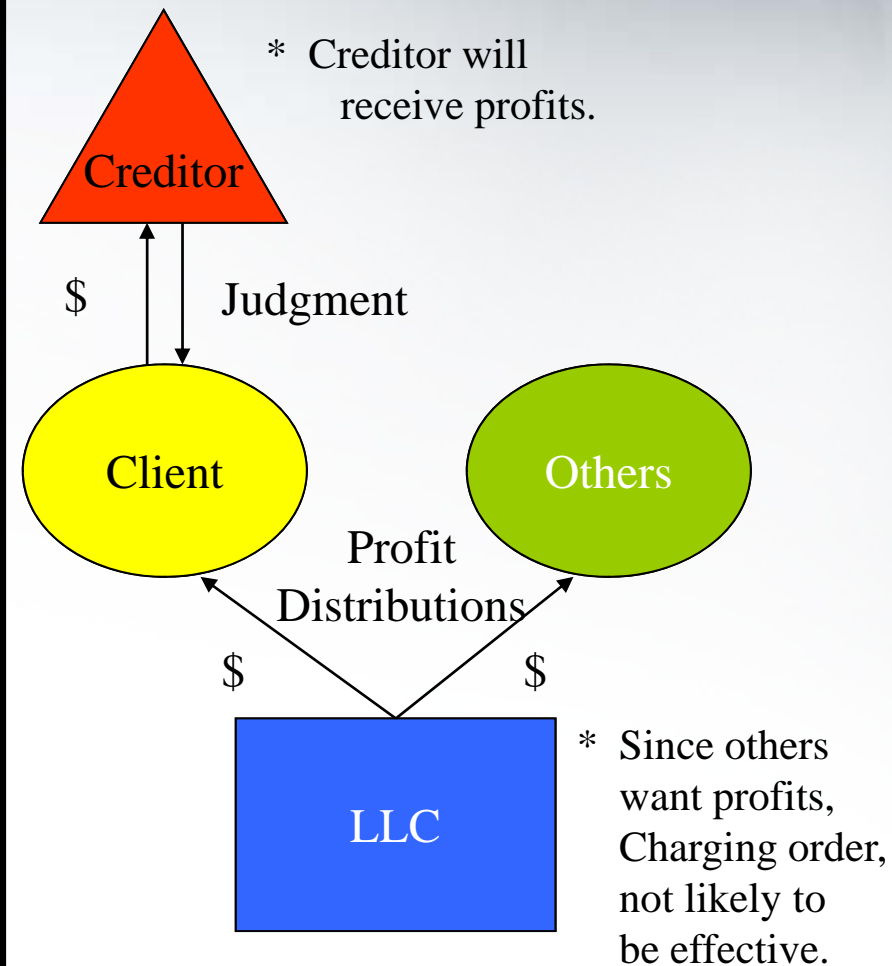 * Creditor will
receive profits.
Creditor
$
Judgment
Client
Others
Profit
Distributions
$
$
LLC
* Since others
want profits,
Charging order,
not likely to
be effective.